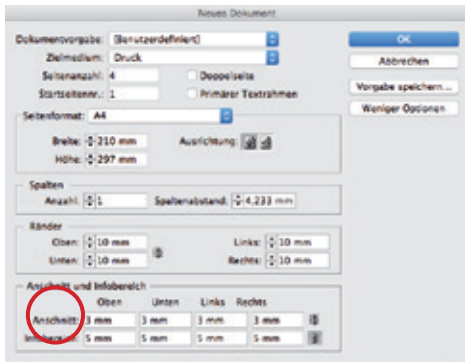 Neues Dokument
Dokumentvorgabe: [Benutzerdefiniert]
OK
Zielmedium: Druck
Abbrechen
Seitenanzahl: 4 Doppelseite
Vorgabe speichern...
Startseitennr.: 1 Primärer Textrahmen
Weniger Optionen
Seitenformat: A4
Breite: 210 mm Ausrichtung:
Höhe: 297 mm
Spalten
Anzahl: 1 Spaltenabstand: 4,233 mm
Ränder
Oben: 10 mm Links: 10 mm
Unten: 10 mm Rechts: 10 mm
Anschnitt und Infobereich
Oben Unten Links Rechts
Anschnitt: 3 mm 3 mm 3 mm 3 mm
Infobereich: 5 mm 5 mm 5 mm 5 mm